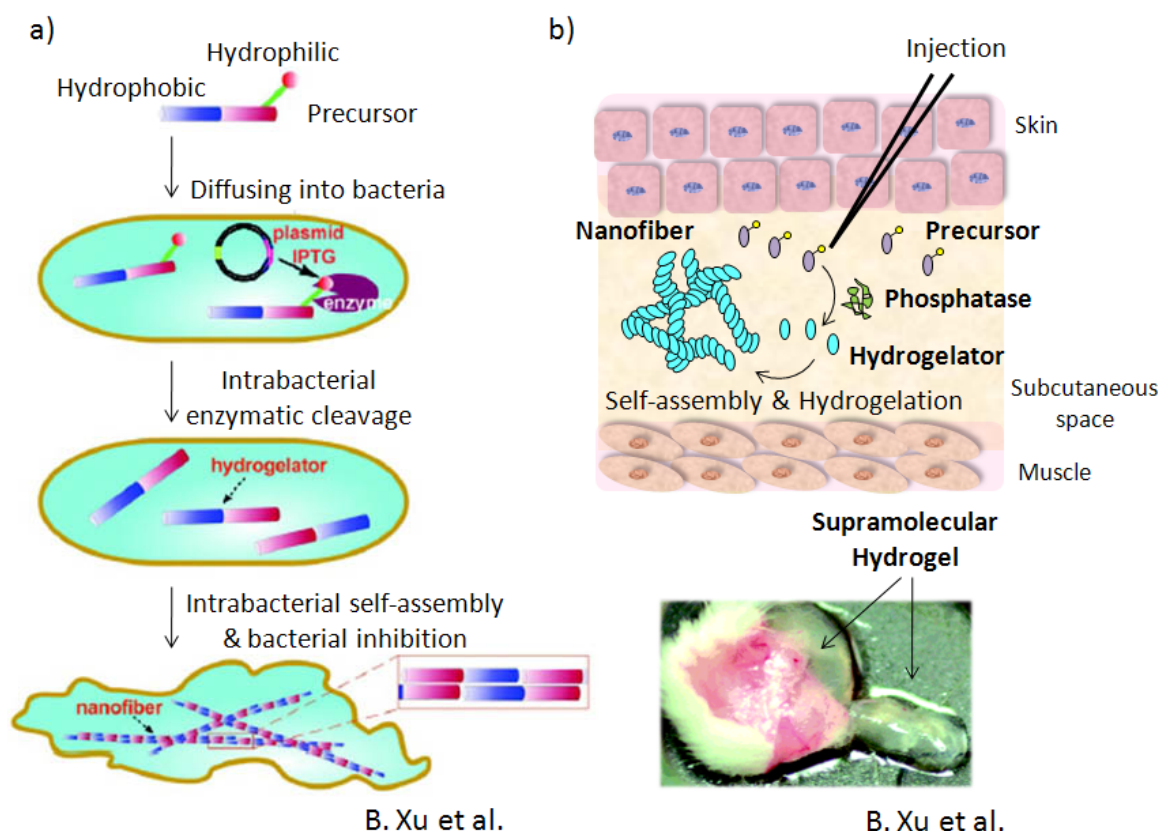 a)
Hydrophilic
Hydrophobic
Precursor
Diffusing into bacteria
plasmid
IPTG
enzyme
Intrabacterial
enzymatic cleavage
hydrogelator
Intrabacterial self-assembly
& bacterial inhibition
nanofiber
B. Xu et al.
b)
Injection
Skin
Nanofiber
Precursor
Phosphatase
Hydrogelator
Self-assembly & Hydrogelation
Subcutaneous
space
Muscle
Supramolecular
Hydrogel
B. Xu et al.